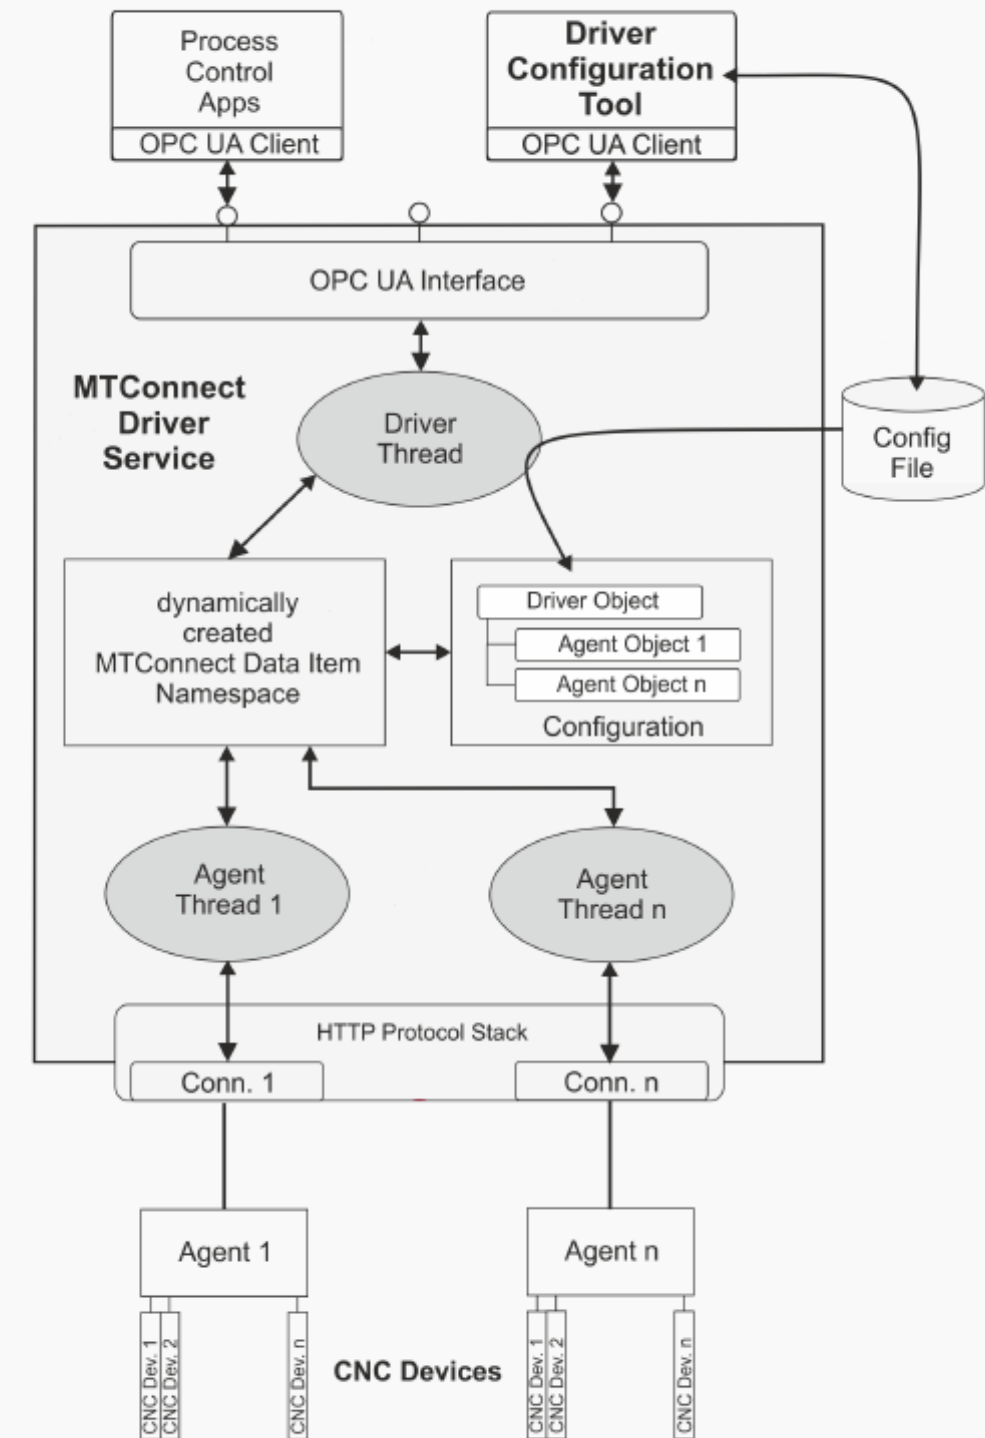 Process
Control
Apps
OPC UA Client
Driver
Configuration
Tool
OPC UA Client
OPC UA Interface
MTConnect
Driver
Service
Driver
Thread
Config
File
dynamically
created
MTConnect Data Item
Namespace
Driver Object
Agent Object 1
Agent Object n
Configuration
Agent
Thread 1
Agent
Thread n
HTTP Protocol Stack
Conn. 1
Conn. n
Agent 1
Agent n
CNC Dev. 1
CNC Dev. 2
CNC Dev. n
CNC Devices
CNC Dev. 1
CNC Dev. 2
CNC Dev. n